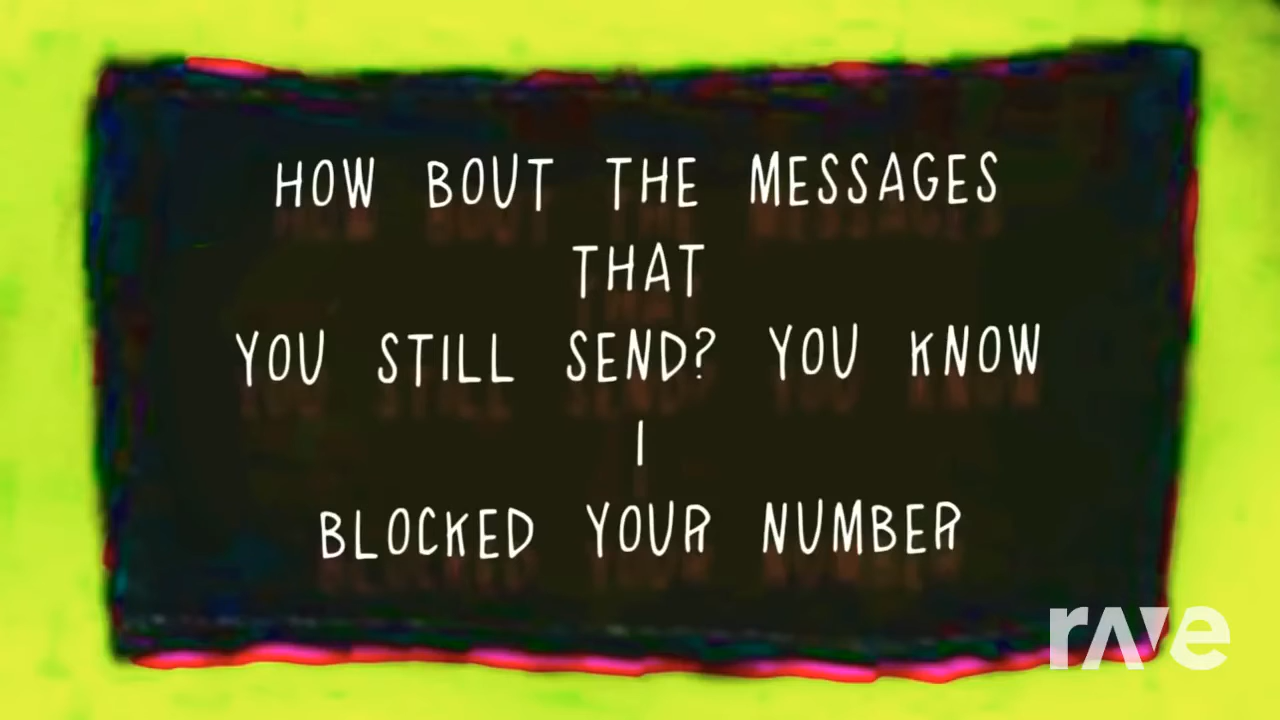 HOW BOUT THE MESSAGES
THAT
YOU STILL SEND? YOU KNOW
I
BLOCKED YOUR NUMBER
rave